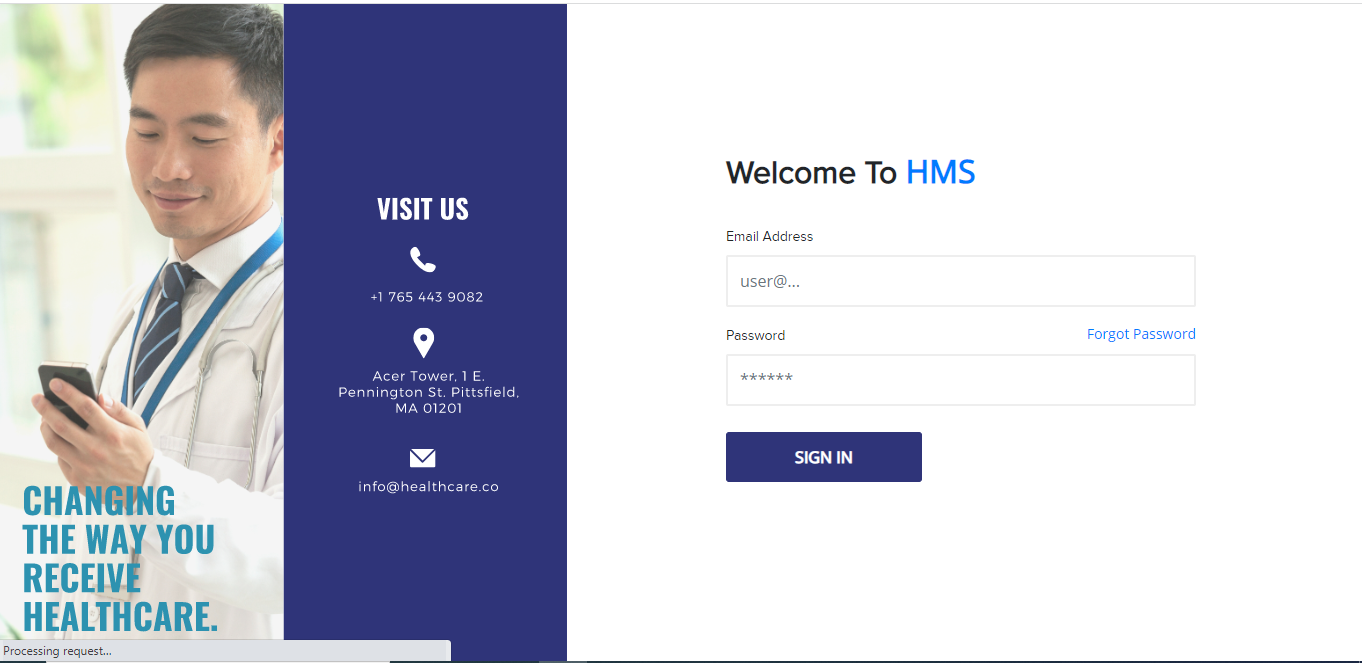 CHANGING
THE WAY YOU
RECEIVE
HEALTHCARE.
VISIT US
+1 765 443 9082
Acer Tower, 1 E.
Pennington St. Pittsfield,
MA 01201
info@healthcare.co
Welcome To HMS
Email Address
user@...
Password
Forgot Password
******
SIGN IN
Processing request...